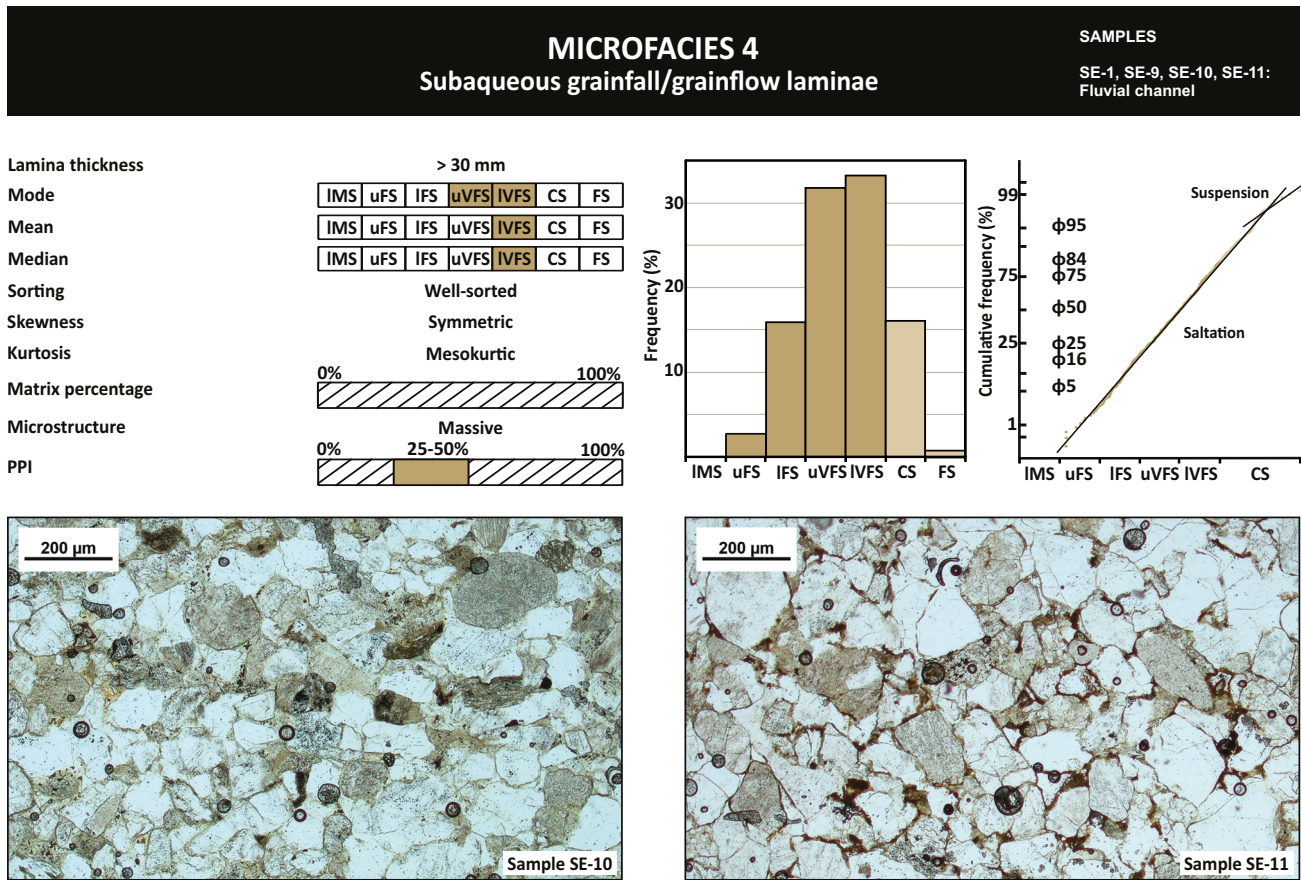 MICROFACIES 4
Subaqueous grainfall/grainflow laminae
SAMPLES
SE-1, SE-9, SE-10, SE-11:
Fluvial channel
Lamina thickness > 30 mm
Mode lMS uFS lFS uVFS lVFS CS FS
Mean lMS uFS lFS uVFS lVFS CS FS
Median lMS uFS lFS uVFS lVFS CS FS
Sorting Well-sorted
Skewness Symmetric
Kurtosis Mesokurtic
0% 100%
Matrix percentage
Microstructure Massive
0% 25-50% 100%
PPI
Frequency (%)
30
20
10
lMS uFS lFS uVFS lVFS CS FS
Cumulative frequency (%)
99
75
25
1
ϕ95
ϕ84
ϕ75
ϕ50
ϕ25
ϕ16
ϕ5
Suspension
Saltation
lMS uFS lFS uVFS lVFS CS
200 µm
Sample SE-10
200 µm
Sample SE-11